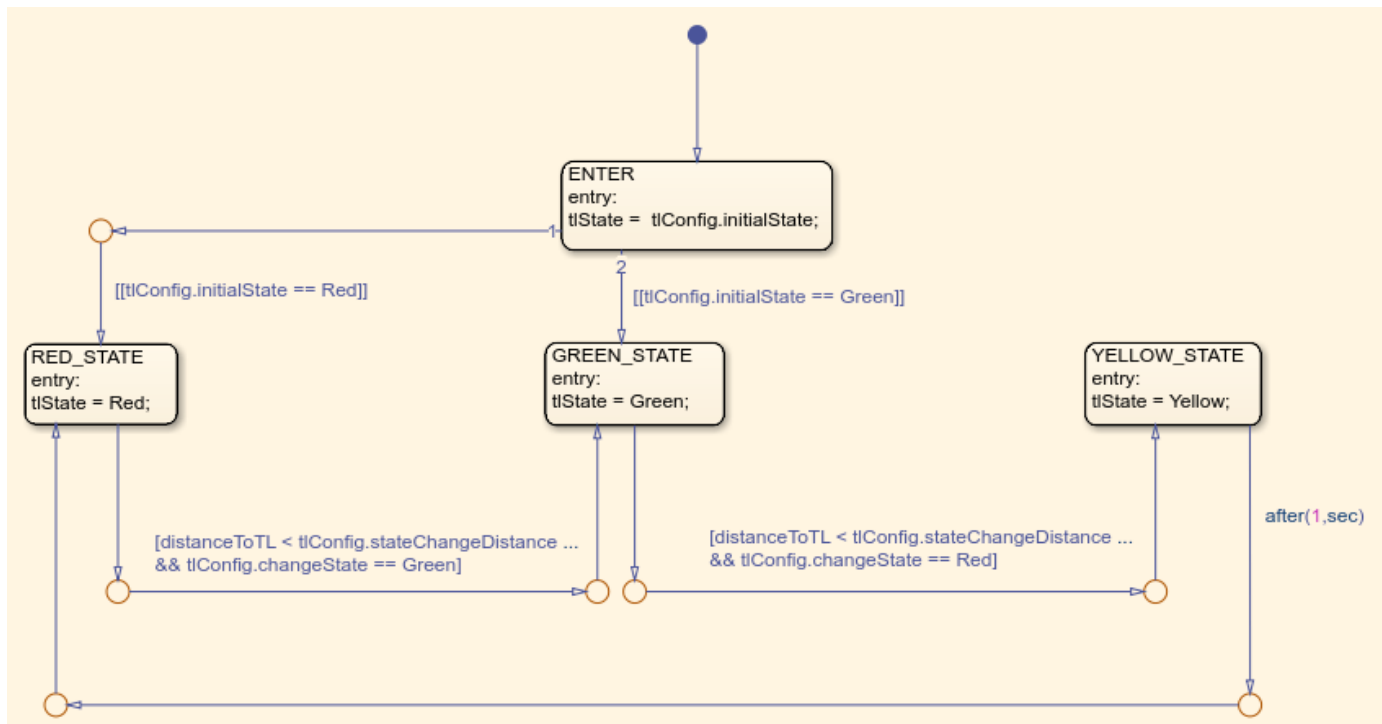 ENTER
entry:
tlState =  tlConfig.initialState;
1
2
[[tlConfig.initialState == Red]]
[[tlConfig.initialState == Green]]
RED_STATE
entry:
tlState = Red;
GREEN_STATE
entry:
tlState = Green;
YELLOW_STATE
entry:
tlState = Yellow;
after(1,sec)
[distanceToTL < tlConfig.stateChangeDistance ...
&& tlConfig.changeState == Green]
[distanceToTL < tlConfig.stateChangeDistance ...
&& tlConfig.changeState == Red]